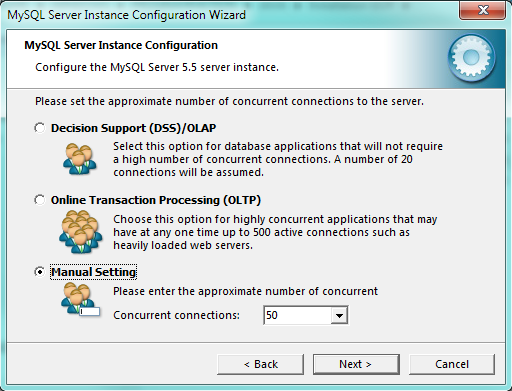 MySQL Server Instance Configuration Wizard
MySQL Server Instance Configuration
Configure the MySQL Server 5.5 server instance.
Please set the approximate number of concurrent connections to the server.
Decision Support (DSS)/OLAP
Select this option for database applications that will not require
a high number of concurrent connections. A number of 20
connections will be assumed.
Online Transaction Processing (OLTP)
Choose this option for highly concurrent applications that may
have at any one time up to 500 active connections such as
heavily loaded web servers.
Manual Setting
Please enter the approximate number of concurrent
Concurrent connections: 50
< Back Next > Cancel